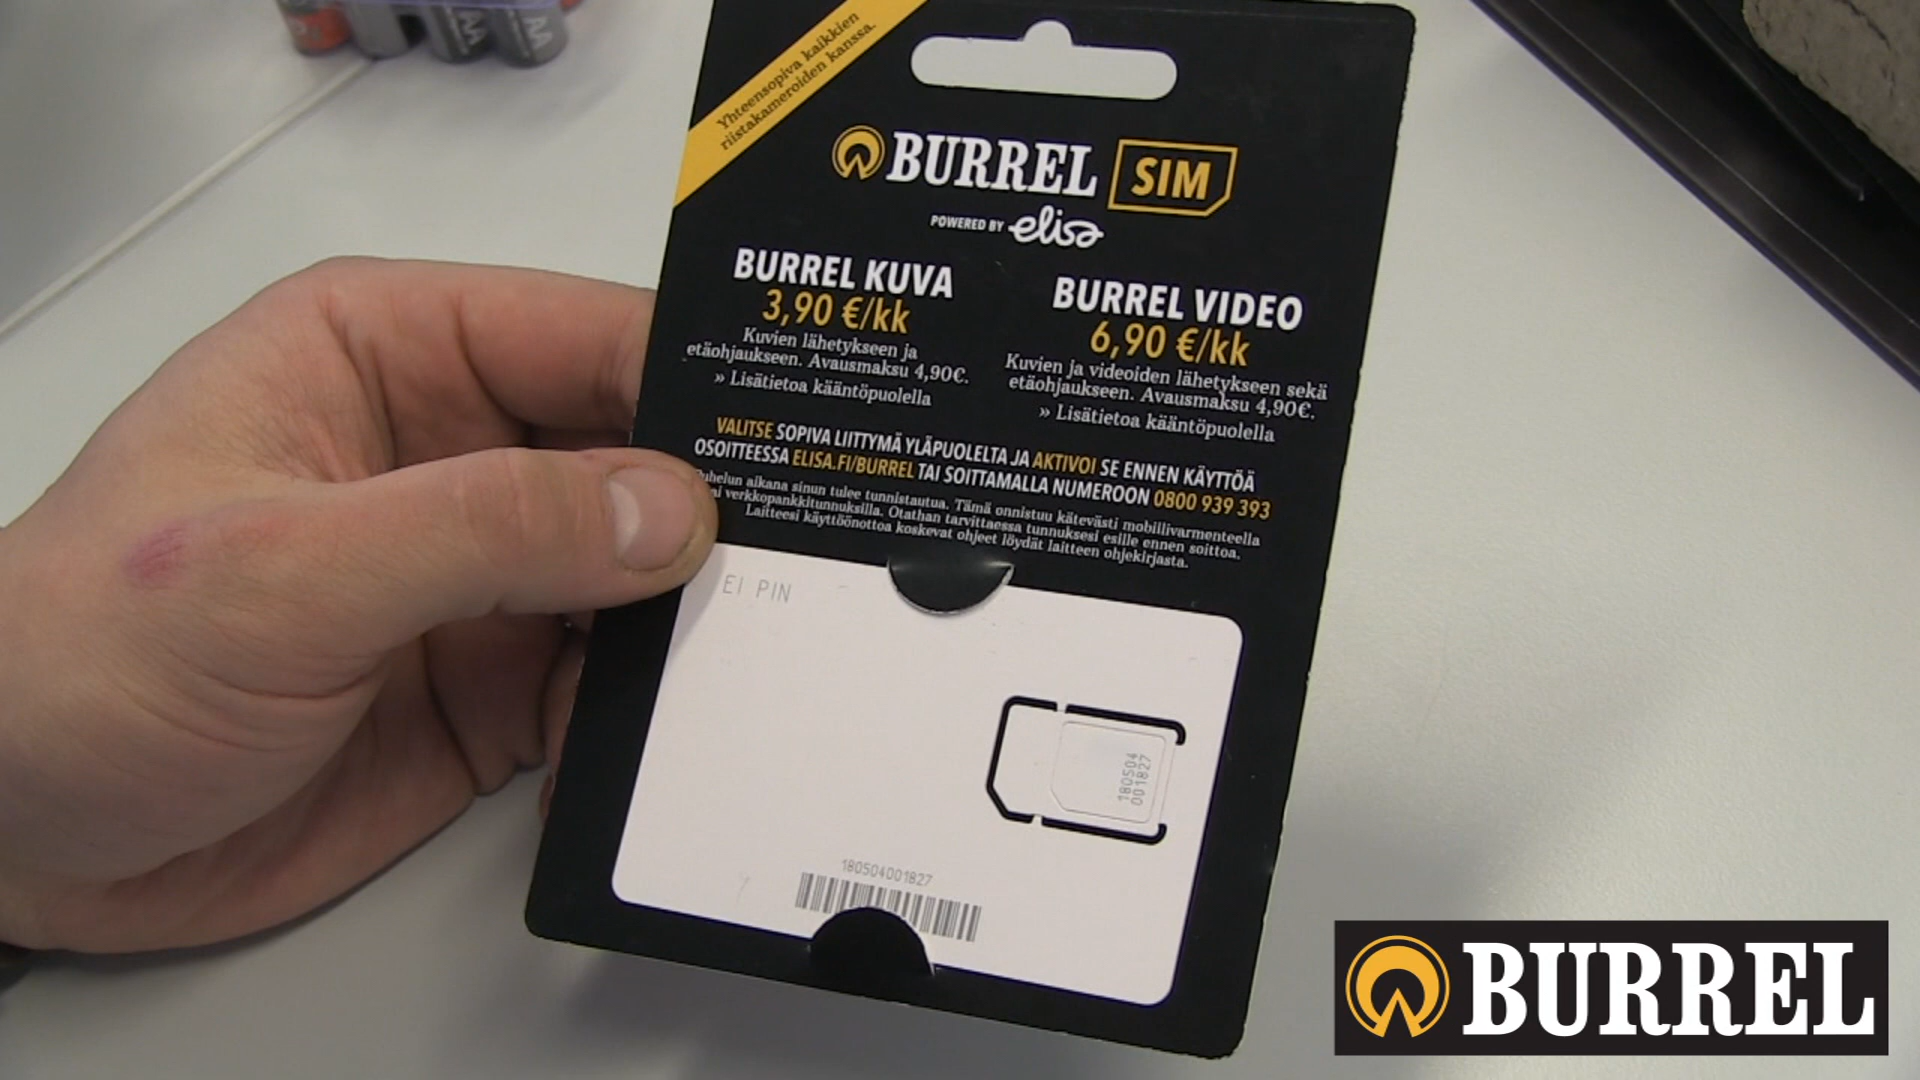 AA
AA
Yhteensopiva kaikkien
riistakameroiden kanssa.
BURREL SIM
POWERED BY elisa
BURREL KUVA
3,90 €/kk
Kuvien lähetykseen ja
etäohjaukseen. Avausmaksu 4,90€.
» Lisätietoa kääntöpuolella
BURREL VIDEO
6,90 €/kk
Kuvien ja videoiden lähetykseen sekä
etäohjaukseen. Avausmaksu 4,90€.
» Lisätietoa kääntöpuolella
VALITSE SOPIVA LIITTYMÄ YLÄPUOLELTA JA AKTIVOI SE ENNEN KÄYTTÖÄ
OSOITTEESSA ELISA.FI/BURREL TAI SOITTAMALLA NUMEROON 0800 939 393
aikana sinun tulee tunnistautua. Tämä onnistuu kätevästi mobiilivarmenteella
verkkopankkitunnuksilla. Otathan tarvittaessa tunnuksesi esille ennen soittoa.
Laitteesi käyttöönottoa koskevat ohjeet löydät laitteen ohjekirjasta.
EI PIN
180504
001827
180504001827
BURREL